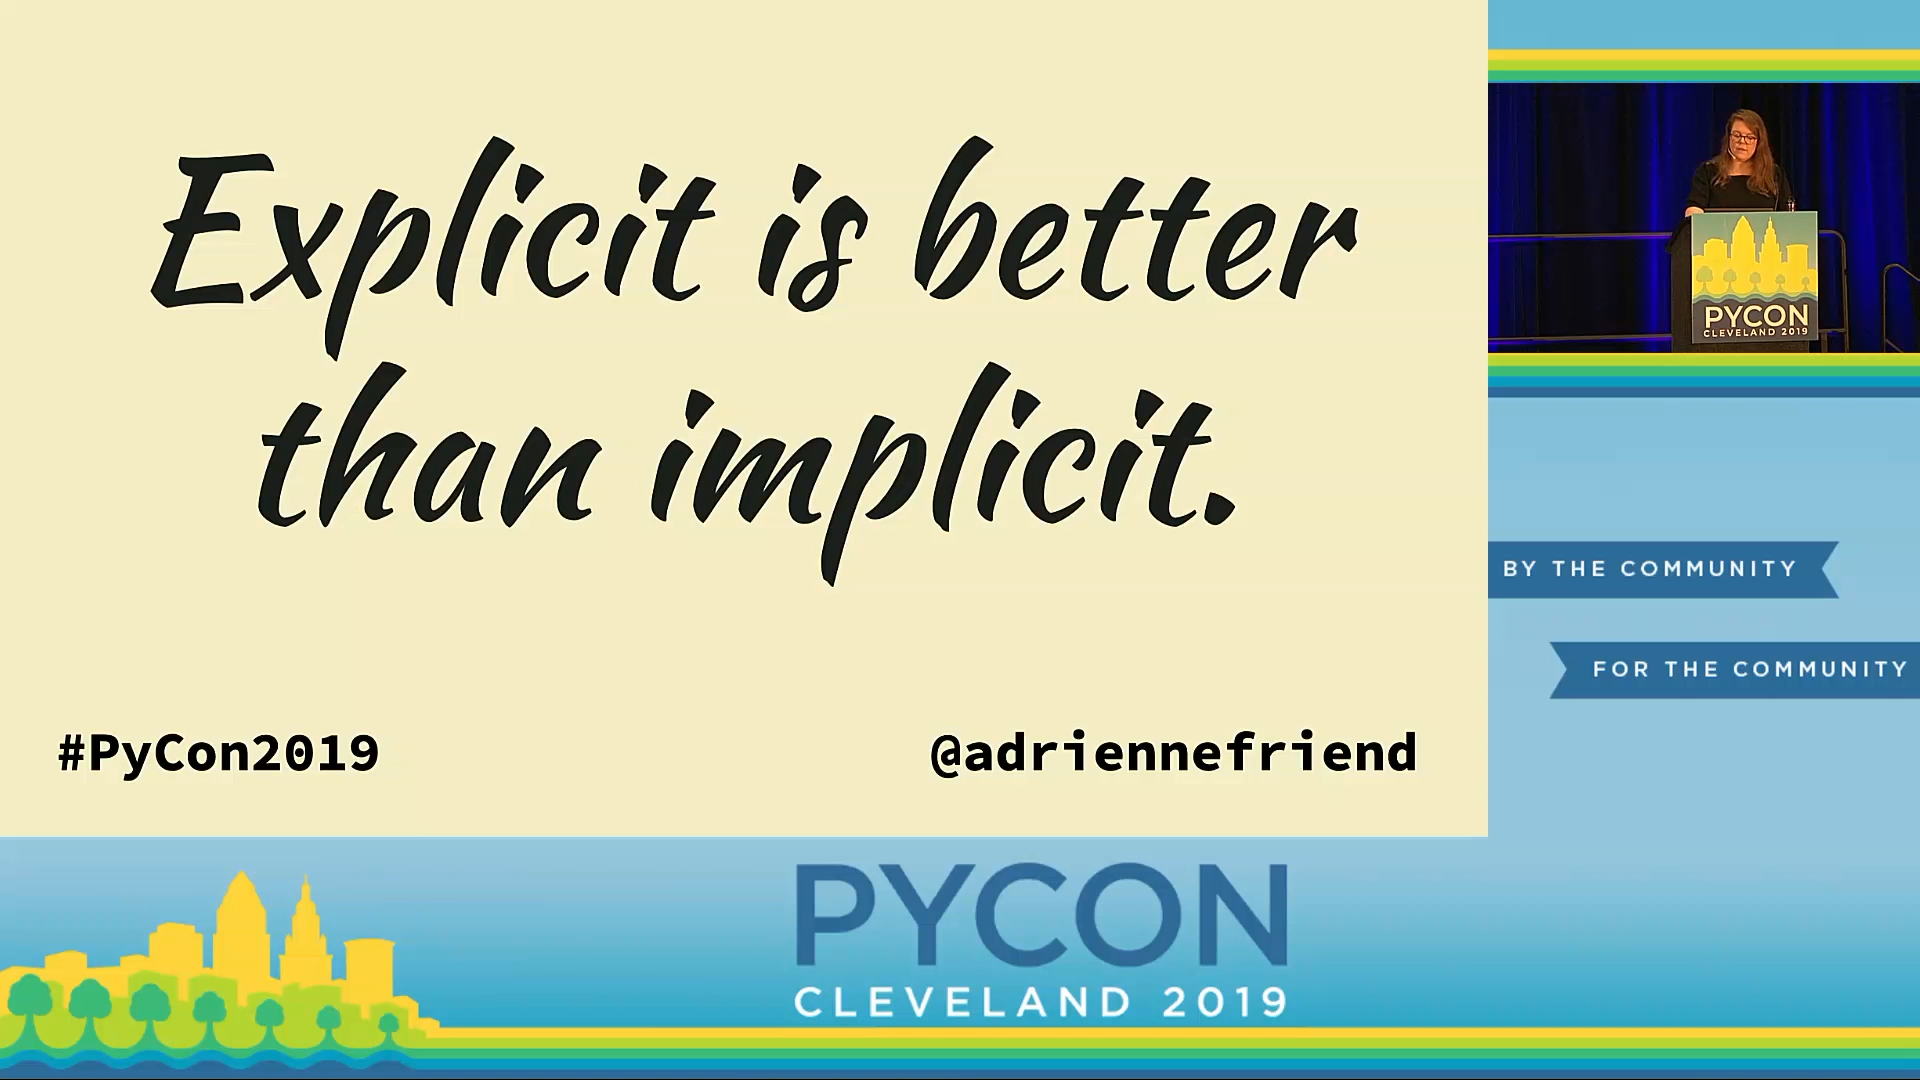 Explicit is better
than implicit.
#PyCon2019
@adriennefriend
PYCON
CLEVELAND 2019
BY THE COMMUNITY
FOR THE COMMUNITY
PYCON
CLEVELAND 2019